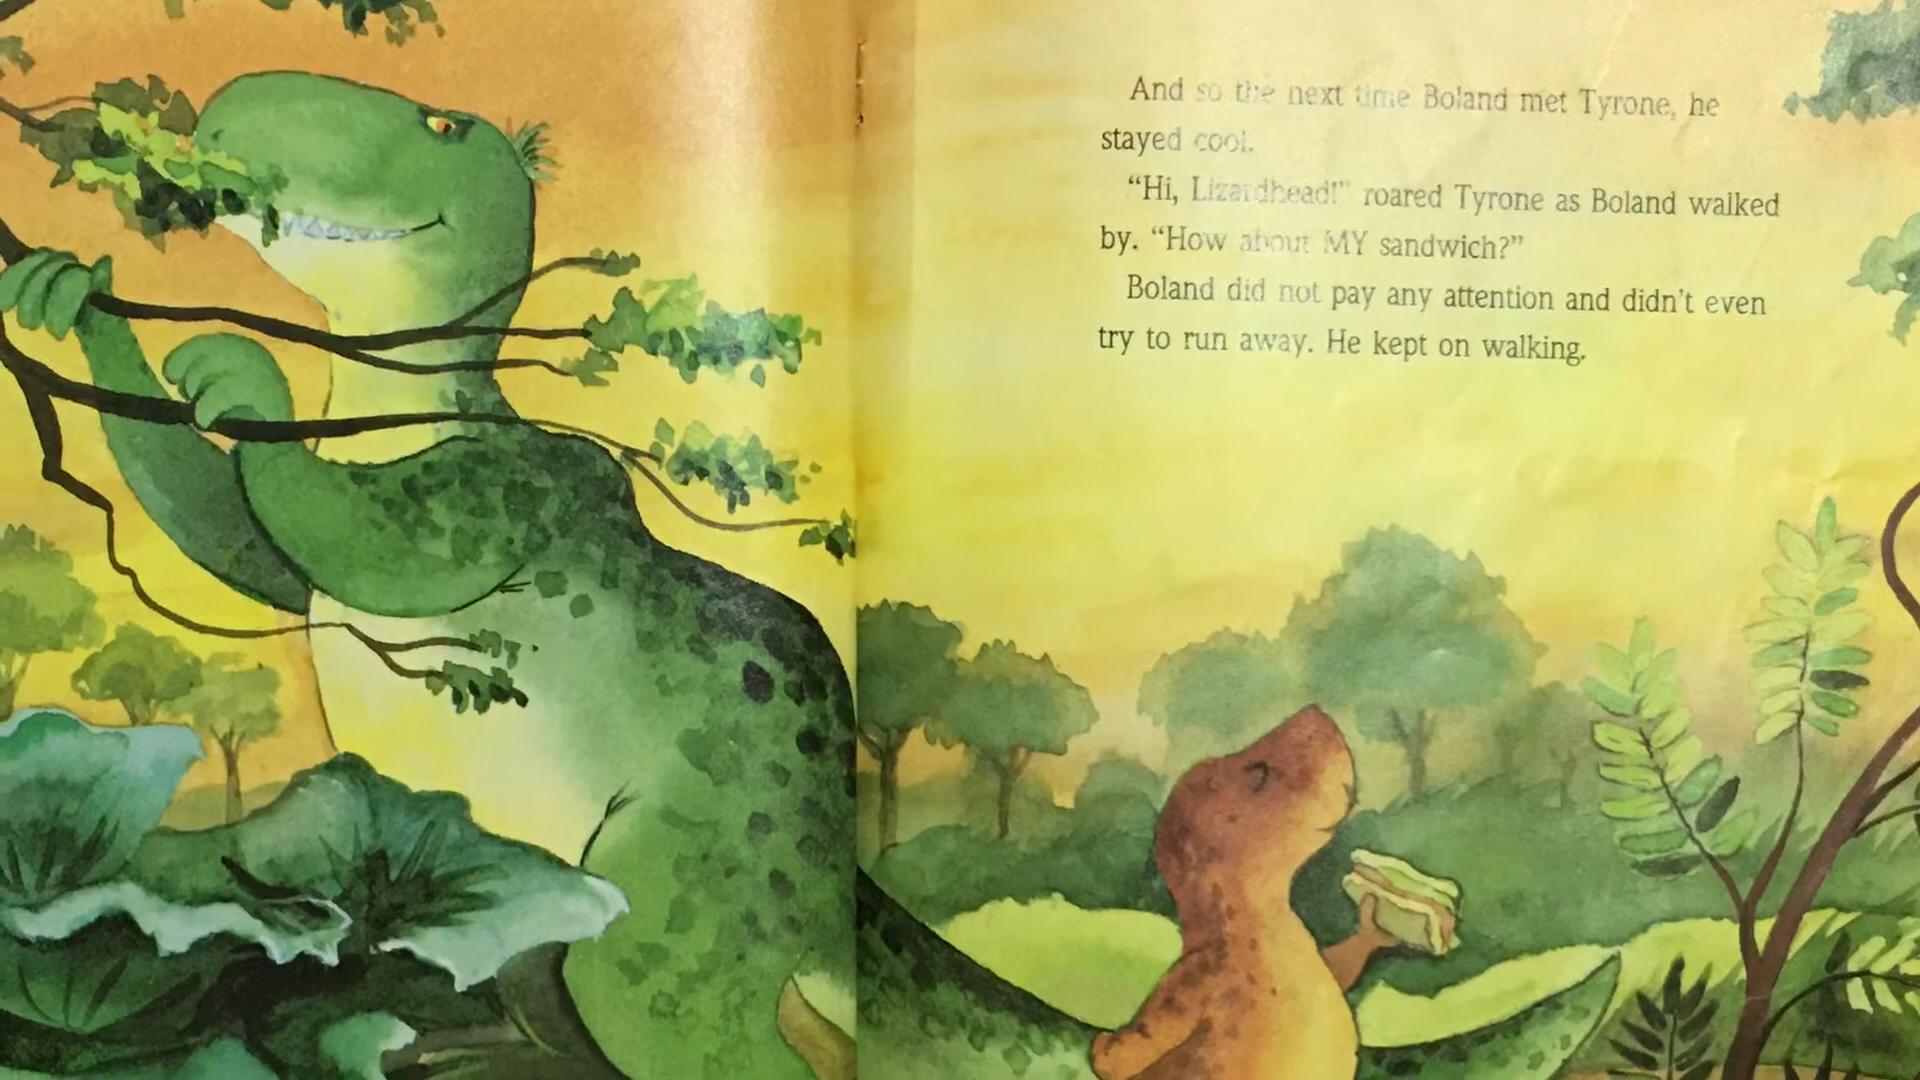 And so the next time Boland met Tyrone, he
stayed cool.
“Hi, Lizardhead!” roared Tyrone as Boland walked
by. “How about MY sandwich?”
Boland did not pay any attention and didn’t even
try to run away. He kept on walking.